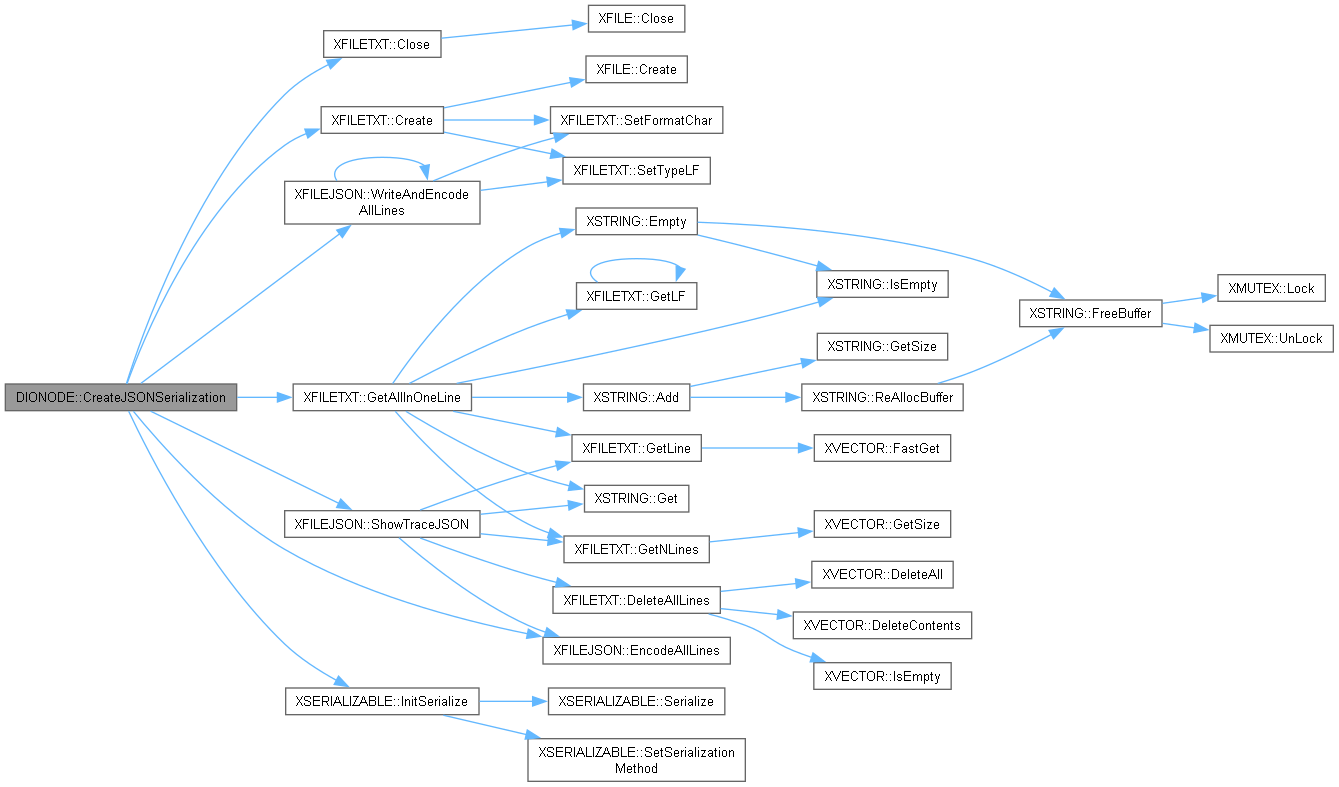 DIONODE::CreateJSONSerialization
XFILETXT::Close
XFILE::Close
XFILETXT::Create
XFILE::Create
XFILETXT::SetFormatChar
XFILETXT::SetTypeLF
XFILEJSON::WriteAndEncode
AllLines
XFILETXT::GetAllInOneLine
XSTRING::Empty
XFILETXT::GetLF
XSTRING::IsEmpty
XSTRING::FreeBuffer
XMUTEX::Lock
XMUTEX::UnLock
XSTRING::Add
XSTRING::GetSize
XSTRING::ReAllocBuffer
XFILETXT::GetLine
XVECTOR::FastGet
XSTRING::Get
XFILETXT::GetNLines
XVECTOR::GetSize
XFILEJSON::ShowTraceJSON
XFILETXT::DeleteAllLines
XVECTOR::DeleteAll
XVECTOR::DeleteContents
XVECTOR::IsEmpty
XFILEJSON::EncodeAllLines
XSERIALIZABLE::InitSerialize
XSERIALIZABLE::Serialize
XSERIALIZABLE::SetSerialization
Method